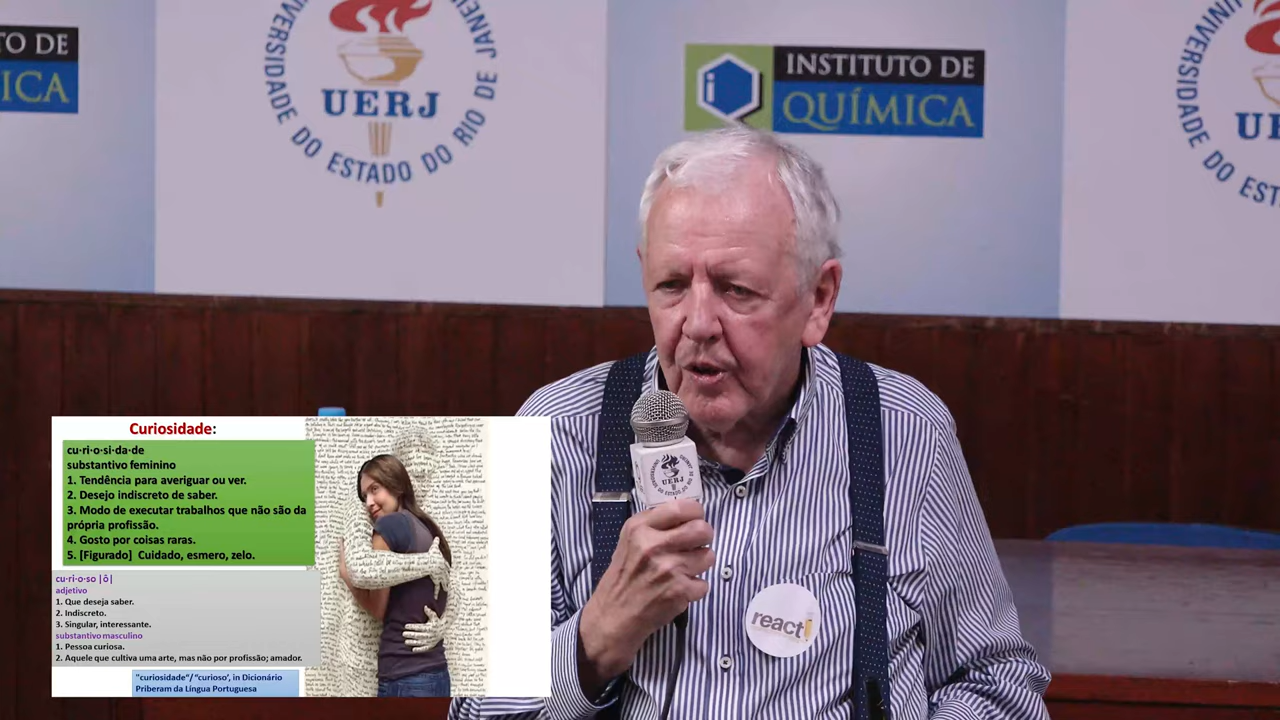 TO DE
ICA
UNIVERSIDADE DO ESTADO DO RIO DE JANEIRO
UERJ
INSTITUTO DE
QUÍMICA
UNIVERSIDADE DO EST
UE
UERJ
reacti
Curiosidade:
cu·ri·o·si·da·de
substantivo feminino
1. Tendência para averiguar ou ver.
2. Desejo indiscreto de saber.
3. Modo de executar trabalhos que não são da
própria profissão.
4. Gosto por coisas raras.
5. [Figurado] Cuidado, esmero, zelo.
cu·ri·o·so |ô|
adjetivo
1. Que deseja saber.
2. Indiscreto.
3. Singular, interessante.
substantivo masculino
1. Pessoa curiosa.
2. Aquele que cultiva uma arte, mas não por profissão; amador.
"curiosidade"/"curioso', in Dicionário
Priberam da Língua Portuguesa